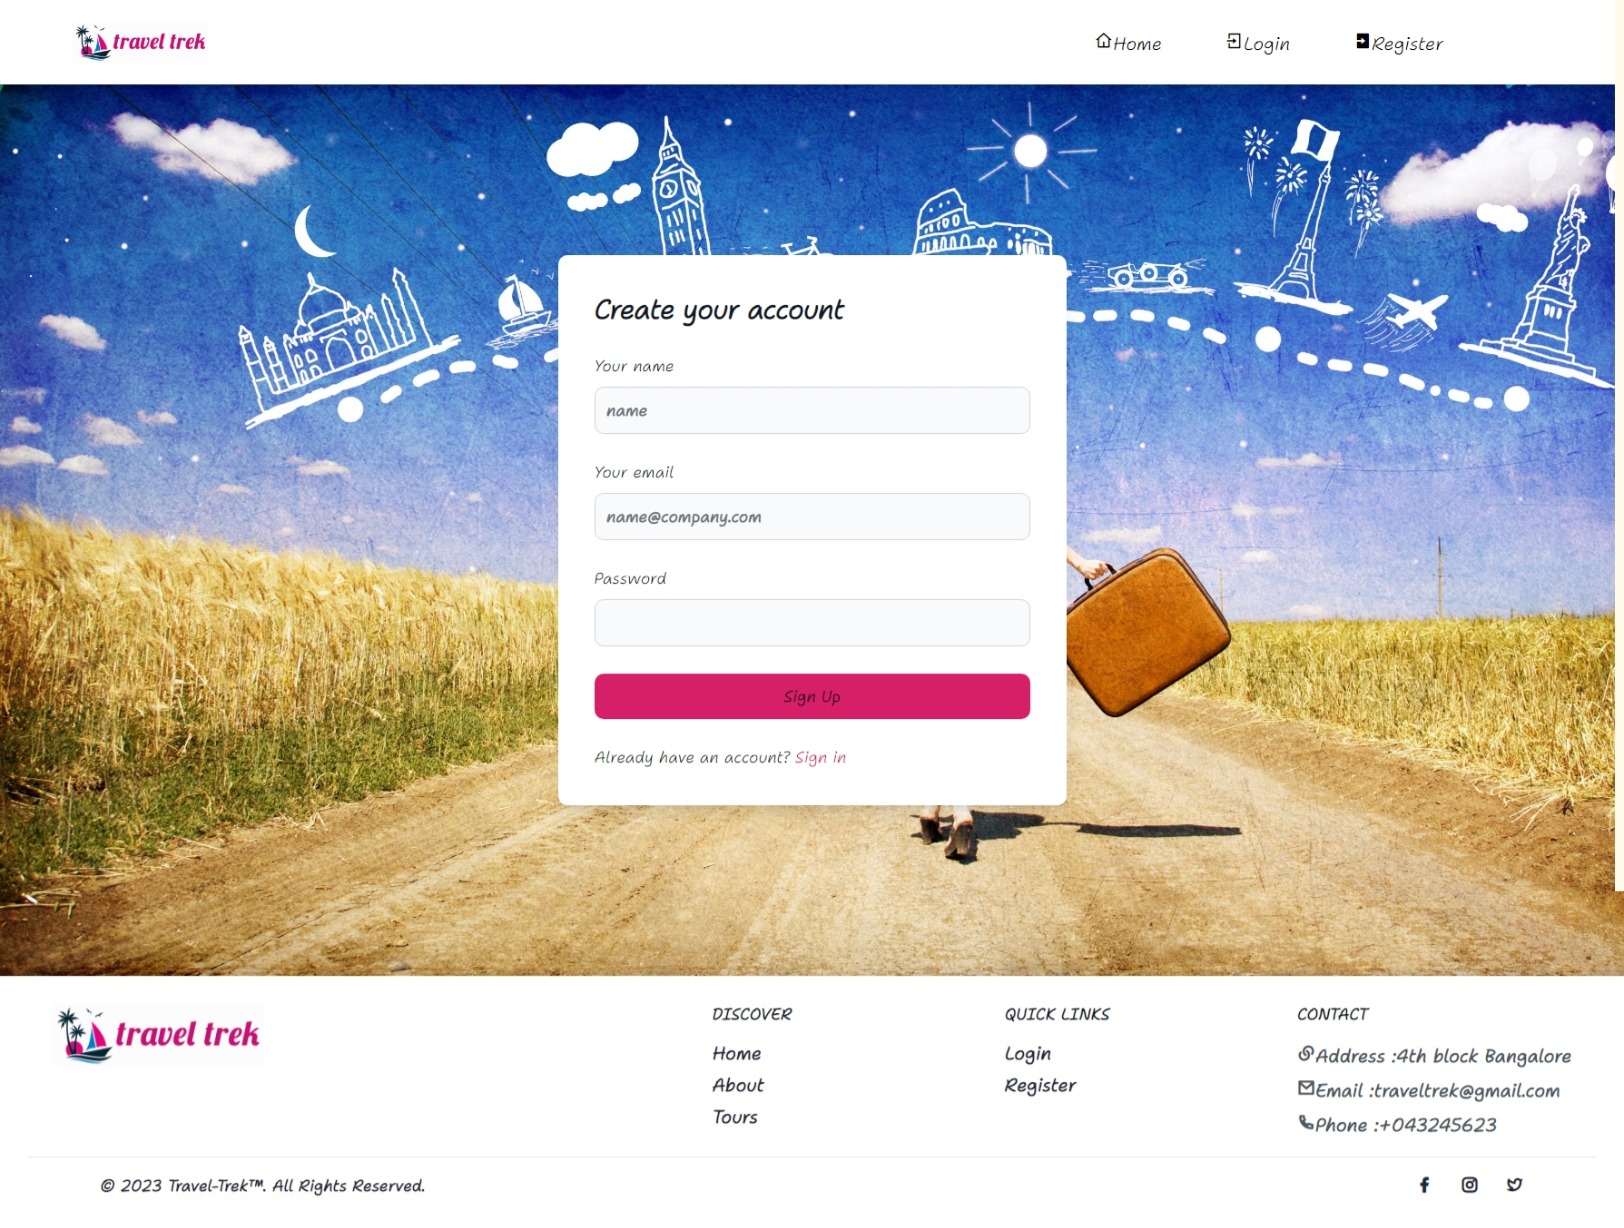 travel trek
Home
Login
Register
Create your account
Your name
name
Your email
name@company.com
Password
Sign Up
Already have an account? Sign in
travel trek
DISCOVER
Home
About
Tours
QUICK LINKS
Login
Register
CONTACT
Address :4th block Bangalore
Email :traveltrek@gmail.com
Phone :+043245623
© 2023 Travel-Trek™. All Rights Reserved.